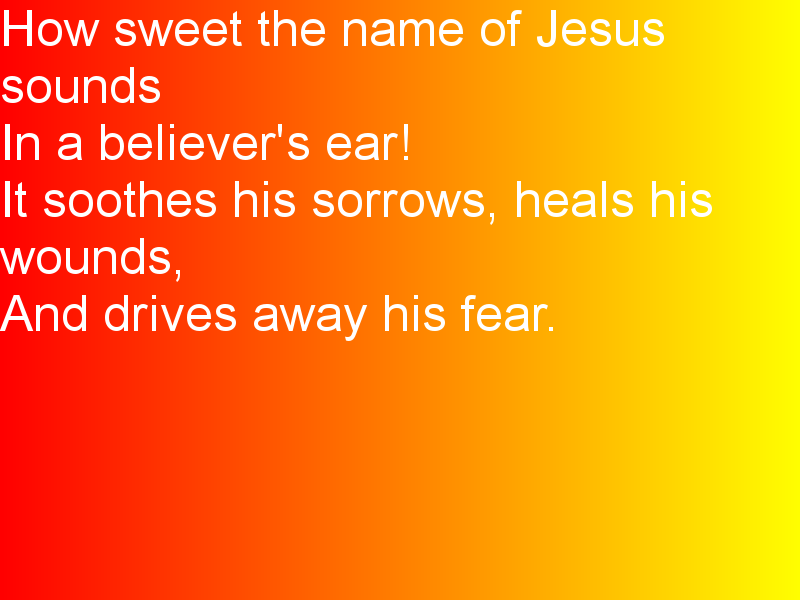 How sweet the name of Jesus
sounds
In a believer's ear!
It soothes his sorrows, heals his
wounds,
And drives away his fear.